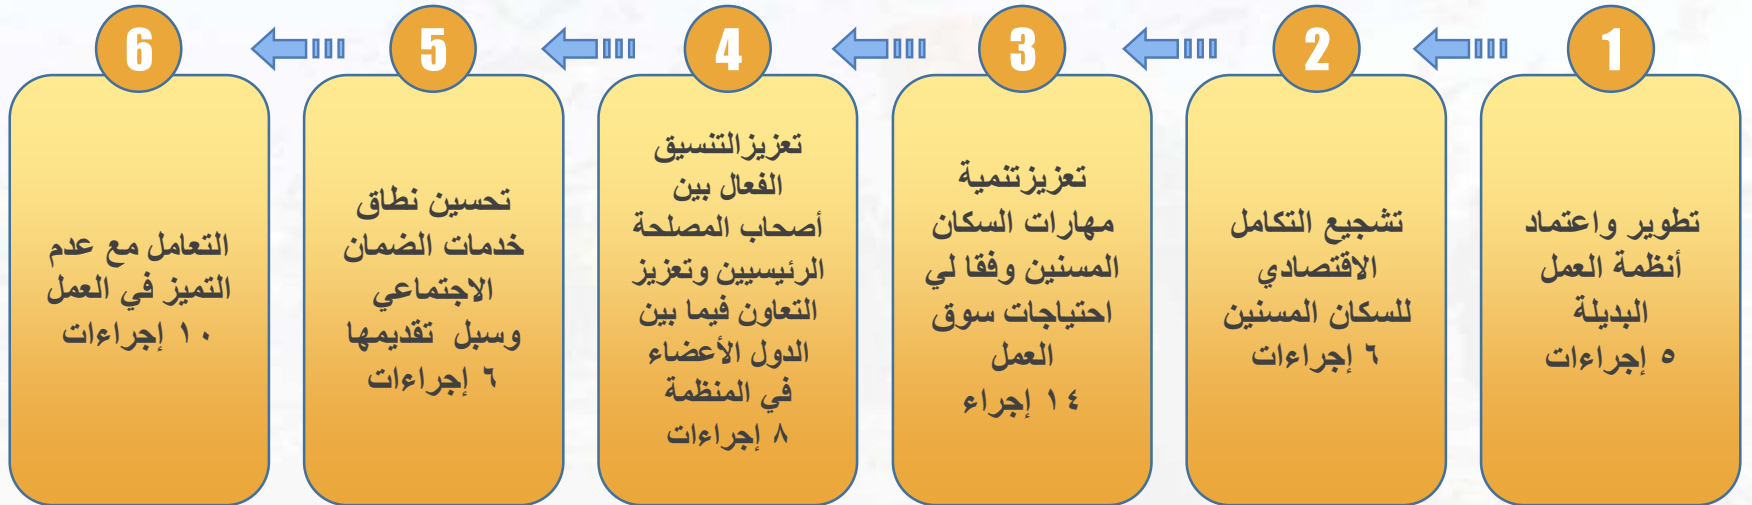 1
تطوير واعتماد
أنظمة العمل
البديلة
٥ إجراءات
2
تشجيع التكامل
الاقتصادي
للسكان المسنين
٦ إجراءات
3
تعزيزتنمية
مهارات السكان
المسنين وفقا لي
احتياجات سوق
العمل
١٤ إجراء
4
تعزيزالتنسيق
الفعال بين
أصحاب المصلحة
الرئيسيين وتعزيز
التعاون فيما بين
الدول الأعضاء
في المنظمة
٨ إجراءات
5
تحسين نطاق
خدمات الضمان
الاجتماعي
وسبل تقديمها
٦ إجراءات
6
التعامل مع عدم
التميز في العمل
١٠ إجراءات